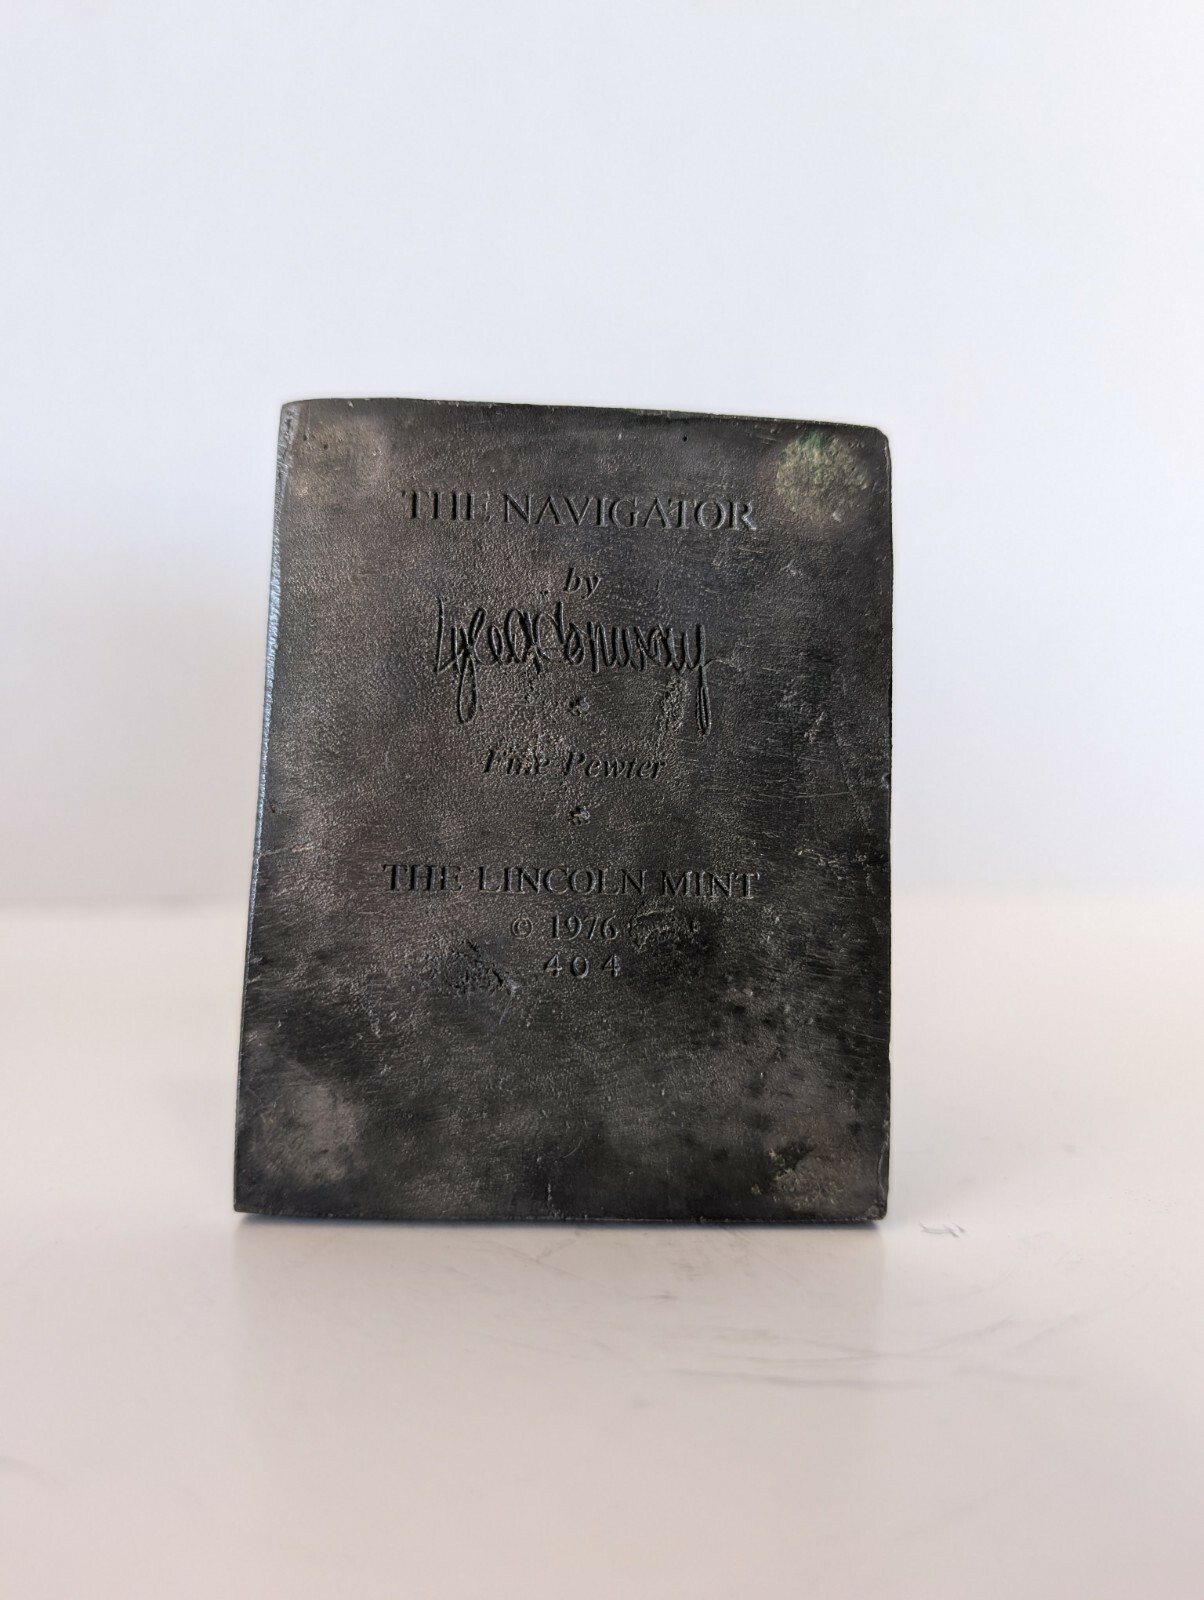 THE NAVIGATOR
by
Fine Pewter
THE LINCOLN MINT
© 1976
404